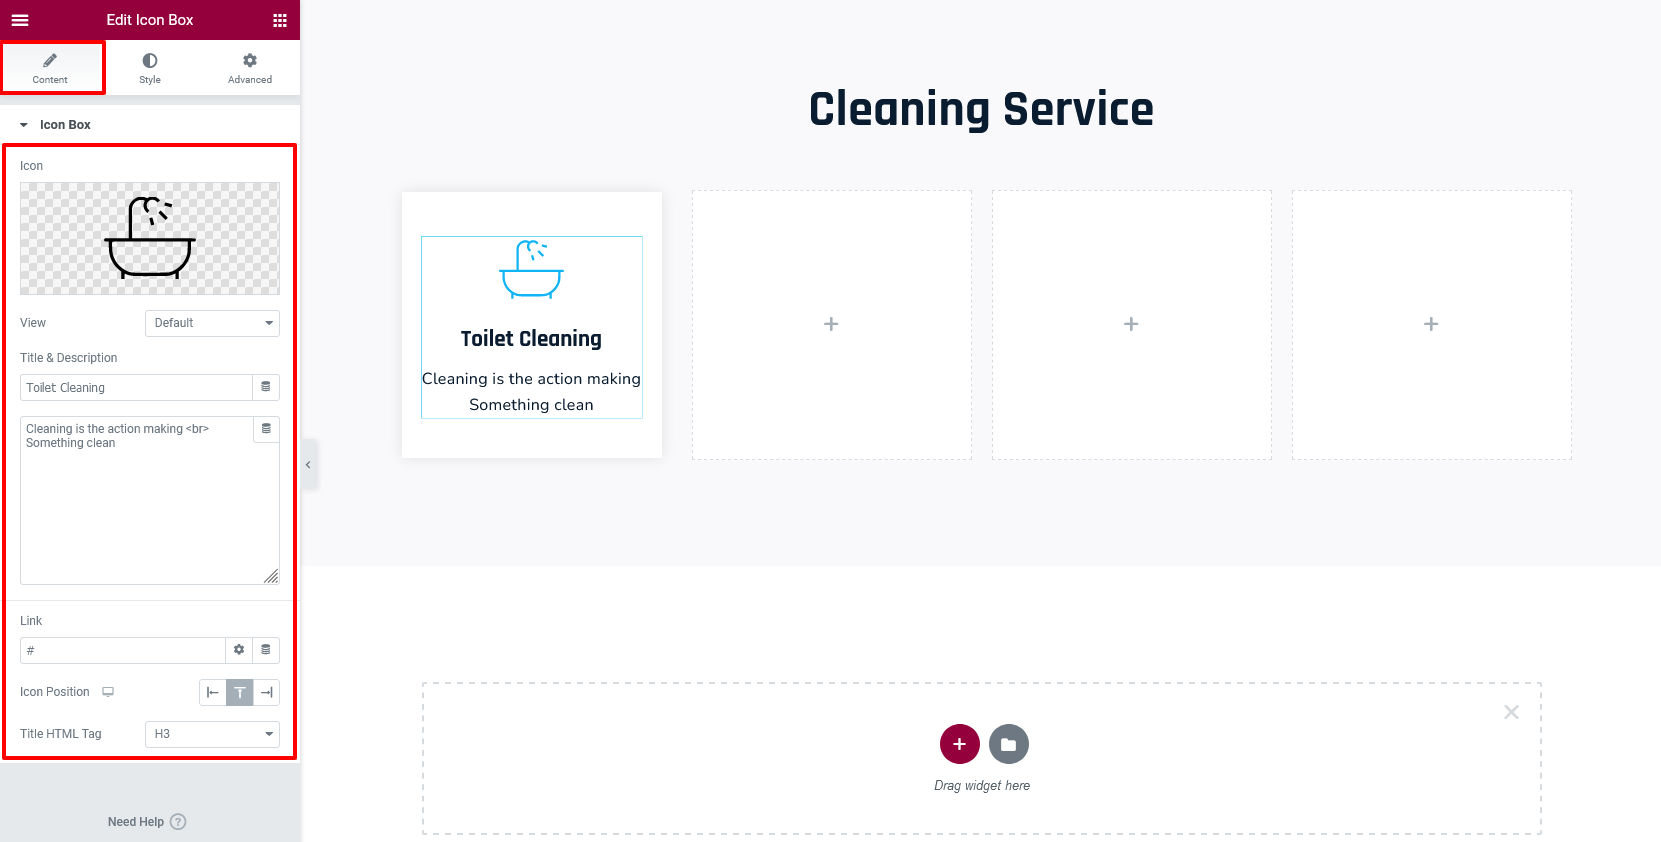 Edit Icon Box
Content
Style
Advanced
Icon Box
Icon
View
Default
Title & Description
Toilet Cleaning
Cleaning is the action making <br>
Something clean
Link
#
Icon Position
Title HTML Tag
H3
Need Help ?
Cleaning Service
Toilet Cleaning
Cleaning is the action making
Something clean
Drag widget here